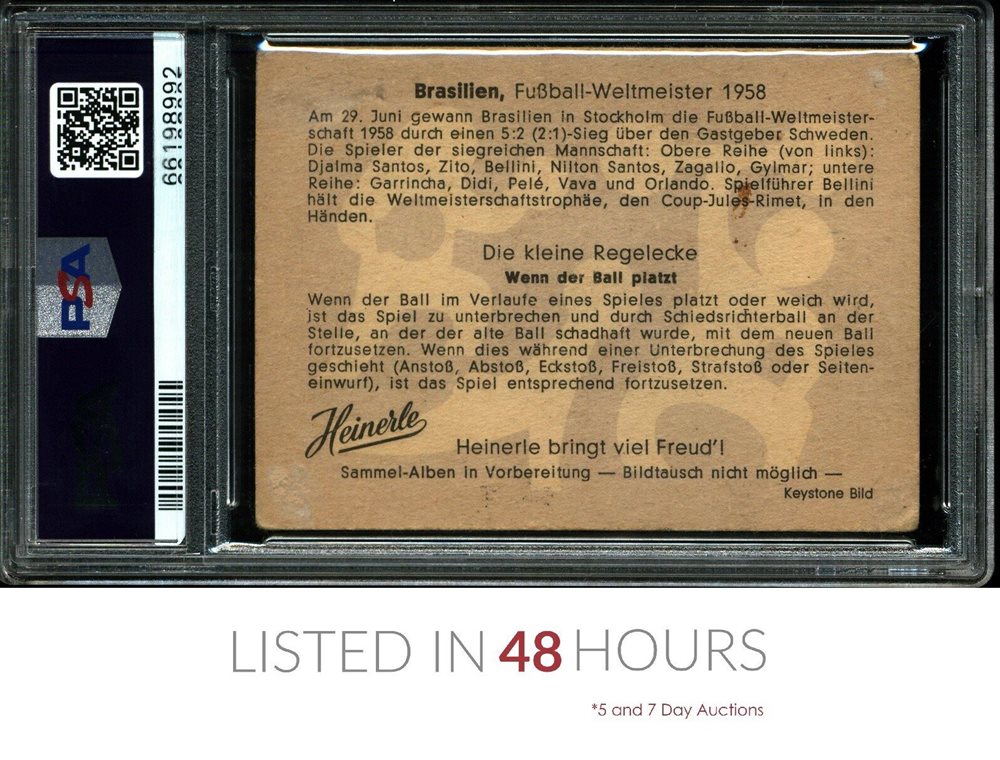 66198892
PSA
Brasilien, Fußball-Weltmeister 1958
Am 29. Juni gewann Brasilien in Stockholm die Fußball-Weltmeister-
schaft 1958 durch einen 5:2 (2:1)-Sieg über den Gastgeber Schweden.
Die Spieler der siegreichen Mannschaft: Obere Reihe (von links):
Djalma Santos, Zito, Bellini, Nilton Santos, Zagalio, Gylmar; untere
Reihe: Garrincha, Didi, Pelé, Vava und Orlando. Spielführer Bellini
hält die Weltmeisterschaftstrophäe, den Coup-Jules-Rimet, in den
Händen.
Die kleine Regelecke
Wenn der Ball platzt
Wenn der Ball im Verlaufe eines Spieles platzt oder weich wird,
ist das Spiel zu unterbrechen und durch Schiedsrichterball an der
Stelle, an der der alte Ball schadhaft wurde, mit dem neuen Ball
fortzusetzen. Wenn dies während einer Unterbrechung des Spieles
geschieht (Anstoß, Abstoß, Eckstoß, Freistoß, Strafstoß oder Seiten-
einwurf), ist das Spiel entsprechend fortzusetzen.
Heinerle
Heinerle bringt viel Freud'!
Sammel-Alben in Vorbereitung — Bildtausch nicht möglich —
Keystone Bild
LISTED IN 48 HOURS
*5 and 7 Day Auctions